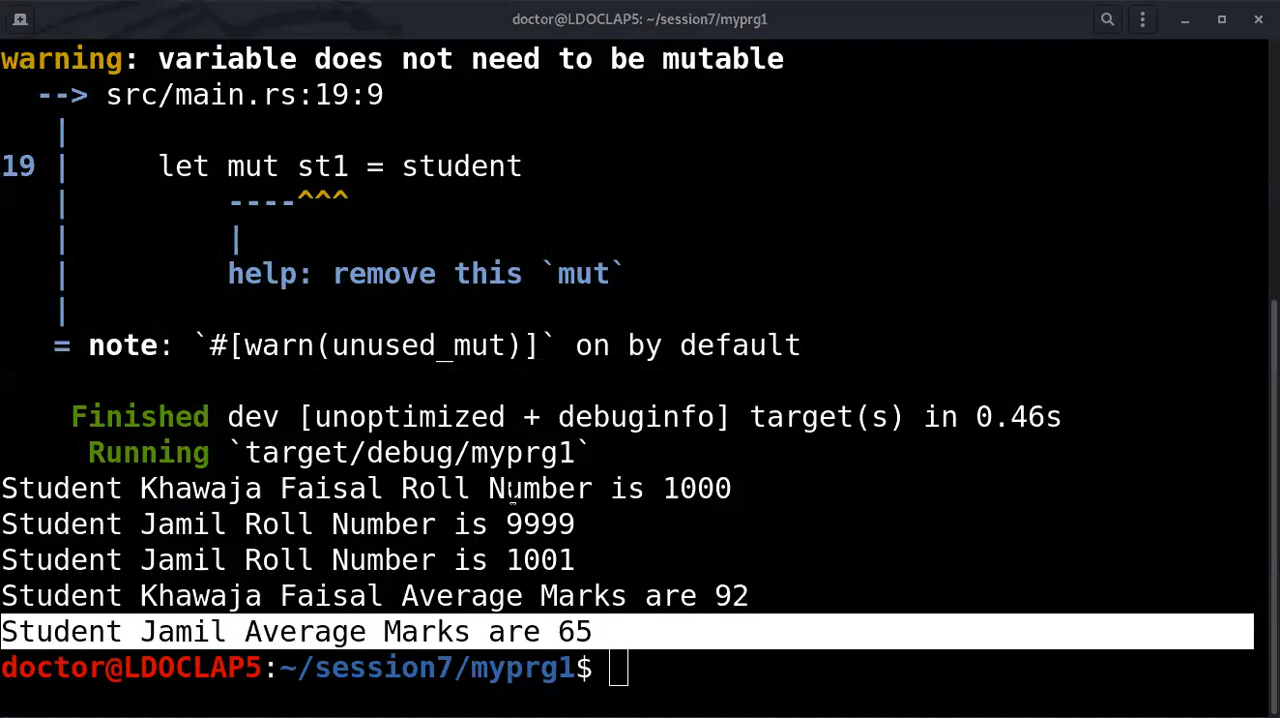 doctor@LDOCLAP5: ~/session7/myprg1
warning: variable does not need to be mutable
--> src/main.rs:19:9
|
19 |     let mut st1 = student
|         ----^^^
|         |
|         help: remove this `mut`
|
= note: `#[warn(unused_mut)]` on by default
Finished dev [unoptimized + debuginfo] target(s) in 0.46s
Running `target/debug/myprg1`
Student Khawaja Faisal Roll Number is 1000
Student Jamil Roll Number is 9999
Student Jamil Roll Number is 1001
Student Khawaja Faisal Average Marks are 92
Student Jamil Average Marks are 65
doctor@LDOCLAP5:~/session7/myprg1$